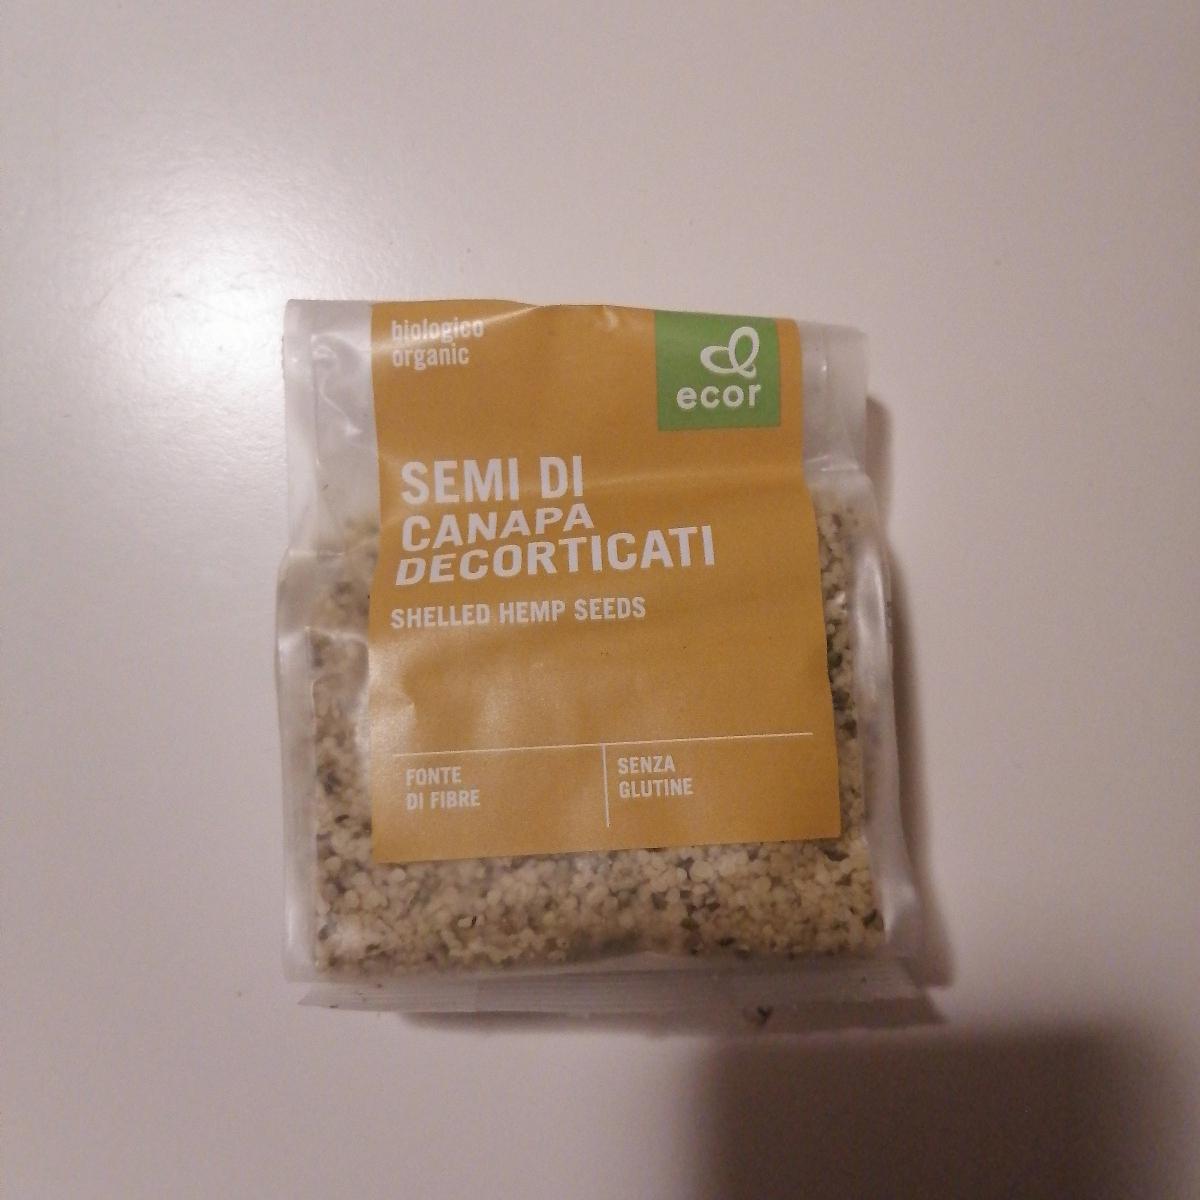 biologico
organic
ecor
SEMI DI
CANAPA
DECORTICATI
SHELLED HEMP SEEDS
FONTE
DI FIBRE
SENZA
GLUTINE